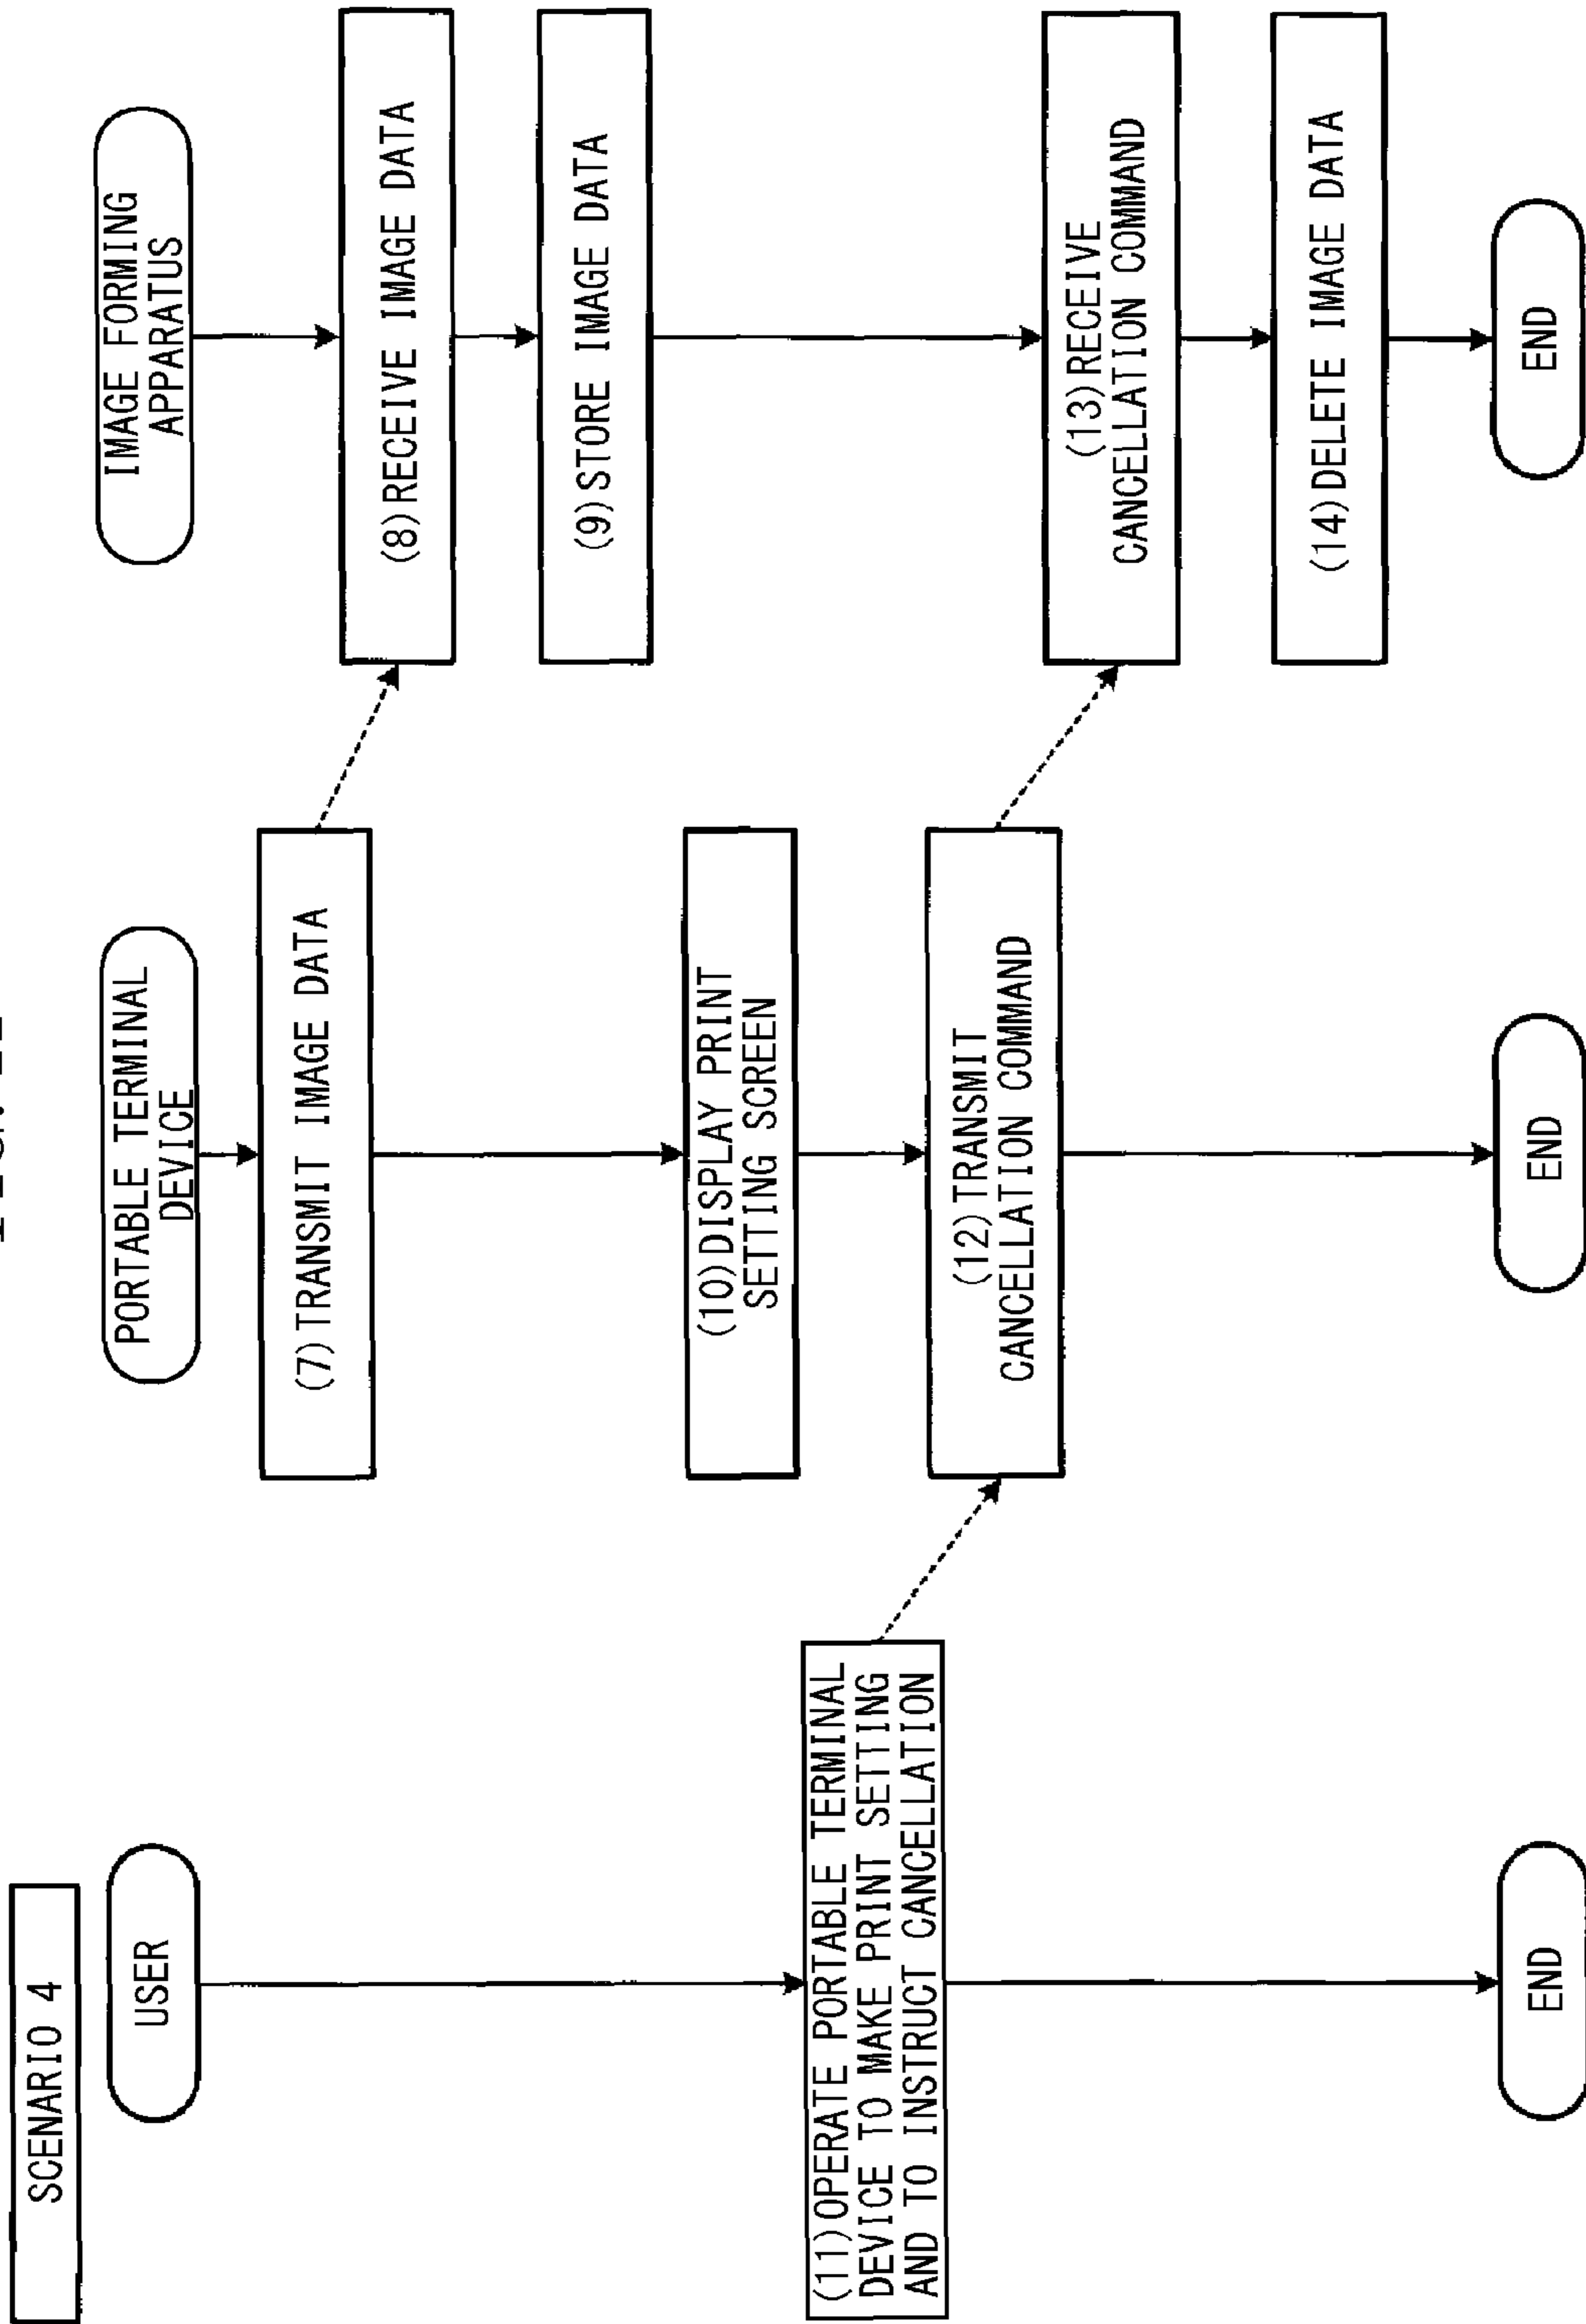 SCENARIO 4
USER
PORTABLE TERMINAL
DEVICE
IMAGE FORMING
APPARATUS
(7)TRANSMIT IMAGE DATA
(8)RECEIVE IMAGE DATA
(9)STORE IMAGE DATA
(10)DISPLAY PRINT
SETTING SCREEN
(11)OPERATE PORTABLE TERMINAL
DEVICE TO MAKE PRINT SETTING
AND TO INSTRUCT CANCELLATION
(12)TRANSMIT
CANCELLATION COMMAND
(13)RECEIVE
CANCELLATION COMMAND
(14)DELETE IMAGE DATA
END
END
END